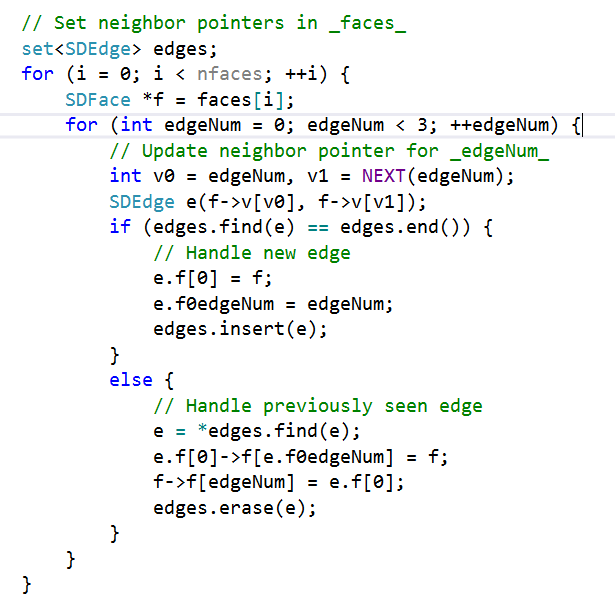 // Set neighbor pointers in _faces_
set<SDEdge> edges;
for (i = 0; i < nfaces; ++i) {
    SDFace *f = faces[i];
    for (int edgeNum = 0; edgeNum < 3; ++edgeNum) {
        // Update neighbor pointer for _edgeNum_
        int v0 = edgeNum, v1 = NEXT(edgeNum);
        SDEdge e(f->v[v0], f->v[v1]);
        if (edges.find(e) == edges.end()) {
            // Handle new edge
            e.f[0] = f;
            e.f0edgeNum = edgeNum;
            edges.insert(e);
        }
        else {
            // Handle previously seen edge
            e = *edges.find(e);
            e.f[0]->f[e.f0edgeNum] = f;
            f->f[edgeNum] = e.f[0];
            edges.erase(e);
        }
    }
}